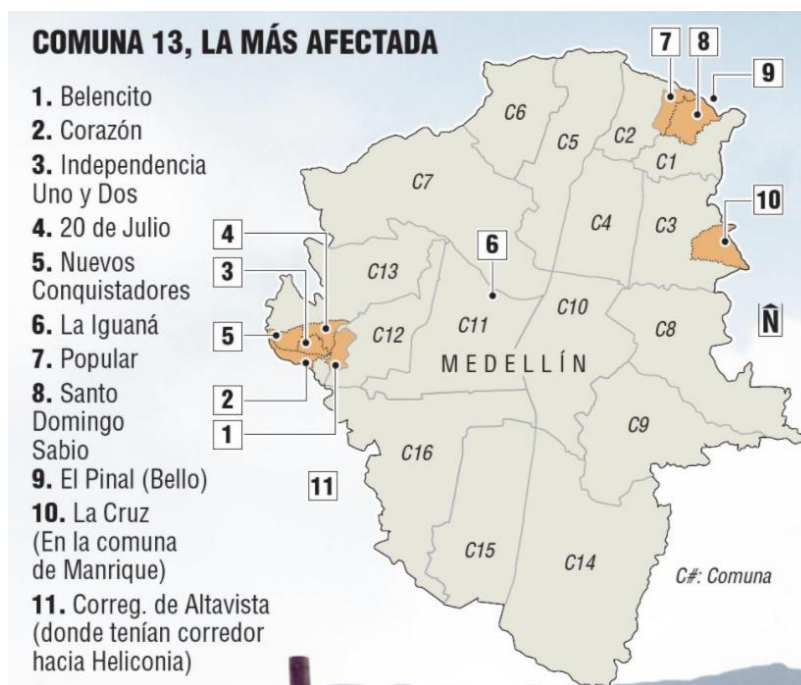 COMUNA 13, LA MÁS AFECTADA
1. Belencito
2. Corazón
3. Independencia
Uno y Dos
4. 20 de Julio
5. Nuevos
Conquistadores
6. La Iguaná
7. Popular
8. Santo
Domingo
Sabio
9. El Pinal (Bello)
10. La Cruz
(En la comuna
de Manrique)
11. Correg. de Altavista
(donde tenían corredor
hacia Heliconia)
7
8
9
C6
C5
C2
C1
C7
10
C4
C3
4
6
C13
3
C10
N
5
C12
C11
C8
MEDELLÍN
2
1
C9
C16
11
C15
C14
C#: Comuna